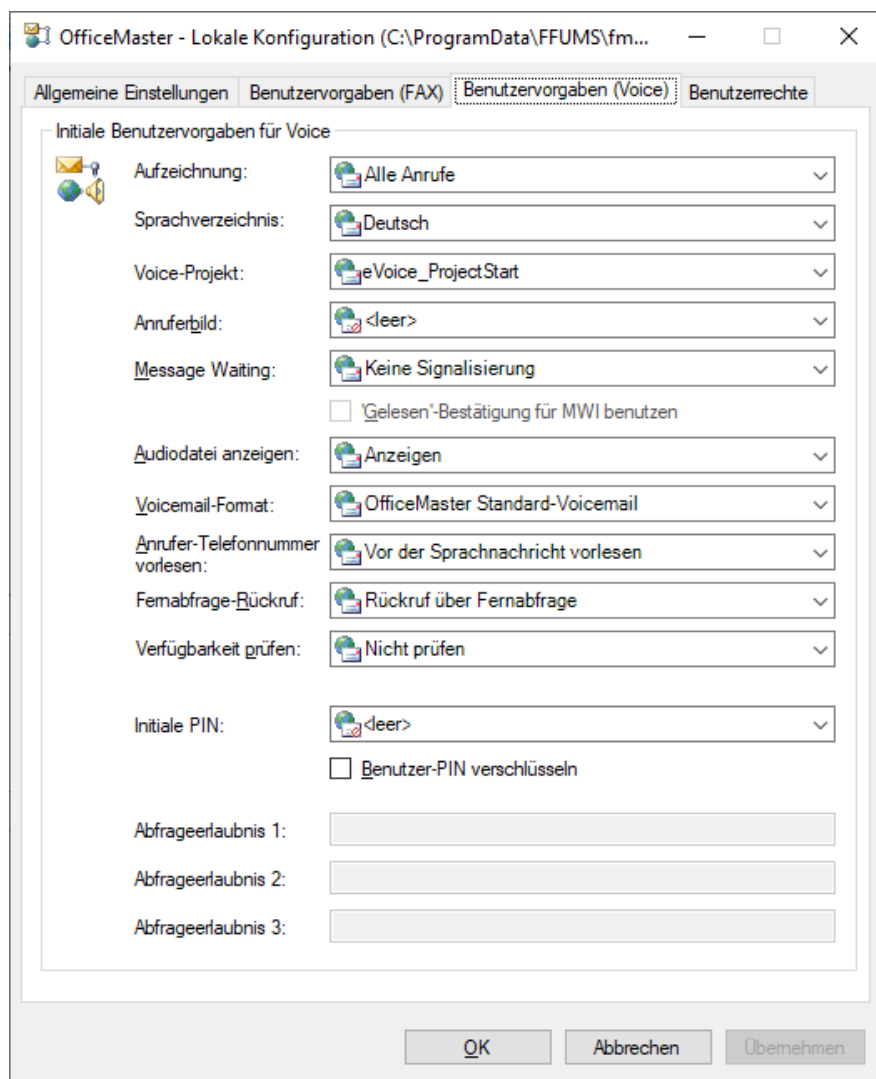 OfficeMaster - Lokale Konfiguration (C:\ProgramData\FFUMS\fm...
Allgemeine Einstellungen Benutzervorgaben (FAX) Benutzervorgaben (Voice) Benutzerrechte
Initiale Benutzervorgaben für Voice
Aufzeichnung: Alle Anrufe
Sprachverzeichnis: Deutsch
Voice-Projekt: eVoice_ProjectStart
Anruferbild: <leer>
Message Waiting: Keine Signalisierung
'Gelesen'-Bestätigung für MWI benutzen
Audiodatei anzeigen: Anzeigen
Voicemail-Format: OfficeMaster Standard-Voicemail
Anrufer-Telefonnummer
vorlesen: Vor der Sprachnachricht vorlesen
Fernabfrage-Rückruf: Rückruf über Fernabfrage
Verfügbarkeit prüfen: Nicht prüfen
Initiale PIN: <leer>
Benutzer-PIN verschlüsseln
Abfrageerlaubnis 1:
Abfrageerlaubnis 2:
Abfrageerlaubnis 3:
OK Abbrechen Übernehmen